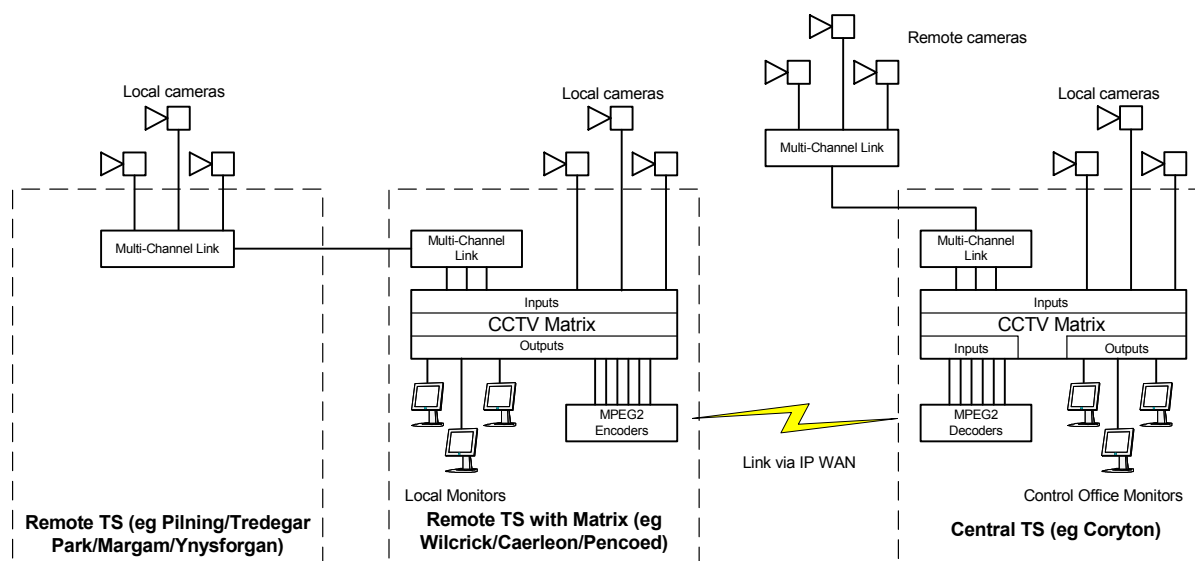 Remote cameras
Local cameras
Local cameras
Local cameras
Multi-Channel Link
Multi-Channel Link
Multi-Channel
Link
Multi-Channel
Link
Inputs
CCTV Matrix
Outputs
Inputs
CCTV Matrix
Inputs
Outputs
MPEG2
Encoders
MPEG2
Decoders
Link via IP WAN
Local Monitors
Control Office Monitors
Remote TS (eg Pilning/Tredegar
Park/Margam/Ynysforgan)
Remote TS with Matrix (eg
Wilcrick/Caerleon/Pencoed)
Central TS (eg Coryton)